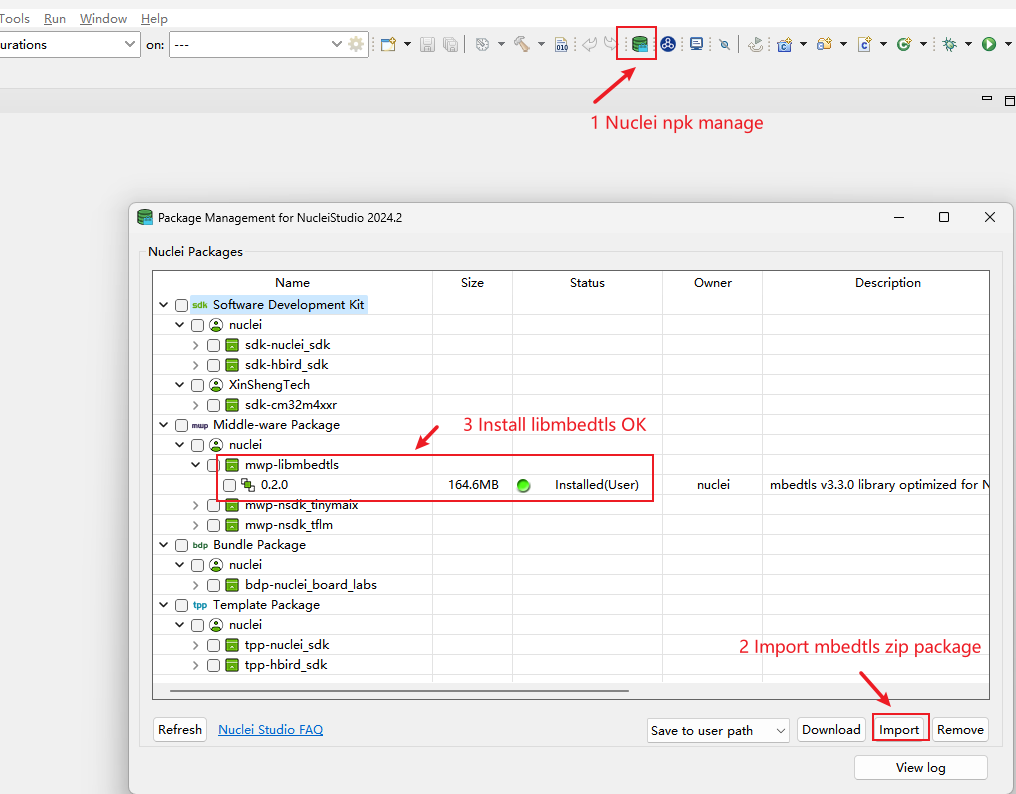 Tools Run Window Help
urations on: ---
010
1 Nuclei npk manage
Package Management for NucleiStudio 2024.2
Nuclei Packages
Name Size Status Owner Description
sdk Software Development Kit
nuclei
sdk-nuclei_sdk
sdk-hbird_sdk
XinShengTech
sdk-cm32m4xxr
mwp Middle-ware Package
3 Install libmbedtls OK
nuclei
mwp-libmbedtls
0.2.0 164.6MB Installed(User) nuclei mbedtls v3.3.0 library optimized for N
mwp-nsdk_tinymaix
mwp-nsdk_tflm
bdp Bundle Package
nuclei
bdp-nuclei_board_labs
tpp Template Package
nuclei
tpp-nuclei_sdk
2 Import mbedtls zip package
tpp-hbird_sdk
Refresh Nuclei Studio FAQ Save to user path Download Import Remove
View log